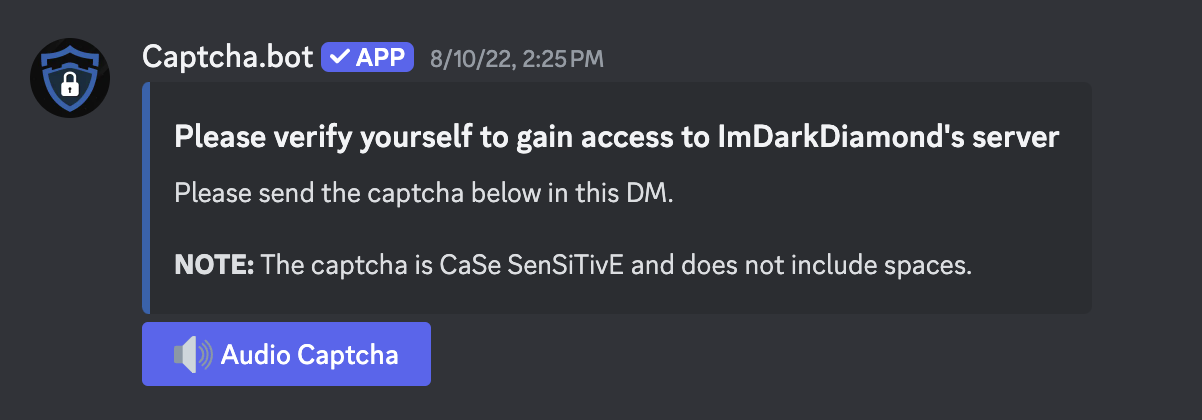 Captcha.bot ✓ APP 8/10/22, 2:25 PM
Please verify yourself to gain access to ImDarkDiamond's server
Please send the captcha below in this DM.
NOTE: The captcha is CaSe SenSiTivE and does not include spaces.
Audio Captcha